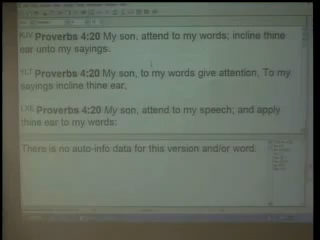 KJV Proverbs 4:20 My son, attend to my words; incline thine
ear unto my sayings.
YLT Proverbs 4:20 My son, to my words give attention, To my
sayings incline thine ear,
LXE Proverbs 4:20 My son, attend to my speech; and apply
thine ear to my words:
There is no auto-info data for this version and/or word.